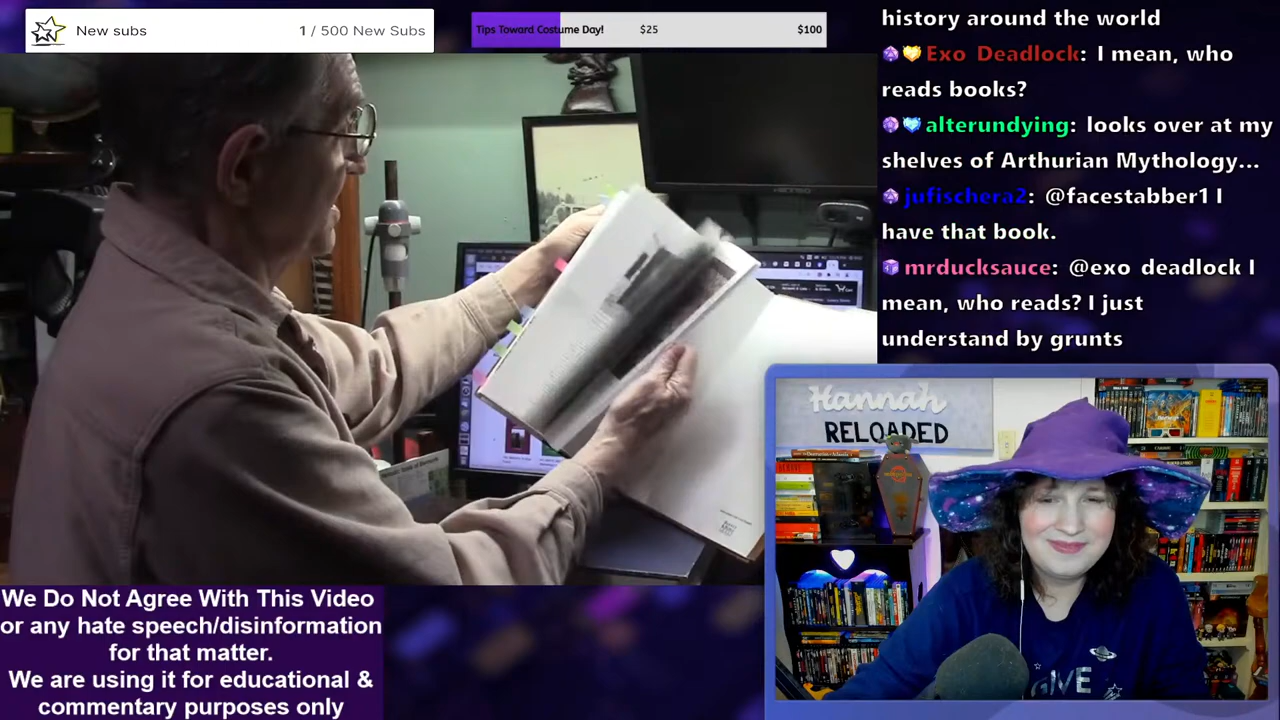 New subs
1 / 500 New Subs
Tips Toward Costume Day!
$25
$100
history around the world
Exo Deadlock: I mean, who
reads books?
alterundying: looks over at my
shelves of Arthurian Mythology...
jufischera2: @facestabber1 I
have that book.
mrducksauce: @exo deadlock I
mean, who reads? I just
understand by grunts
Hannah
RELOADED
GIVE
We Do Not Agree With This Video
or any hate speech/disinformation
for that matter.
We are using it for educational &
commentary purposes only